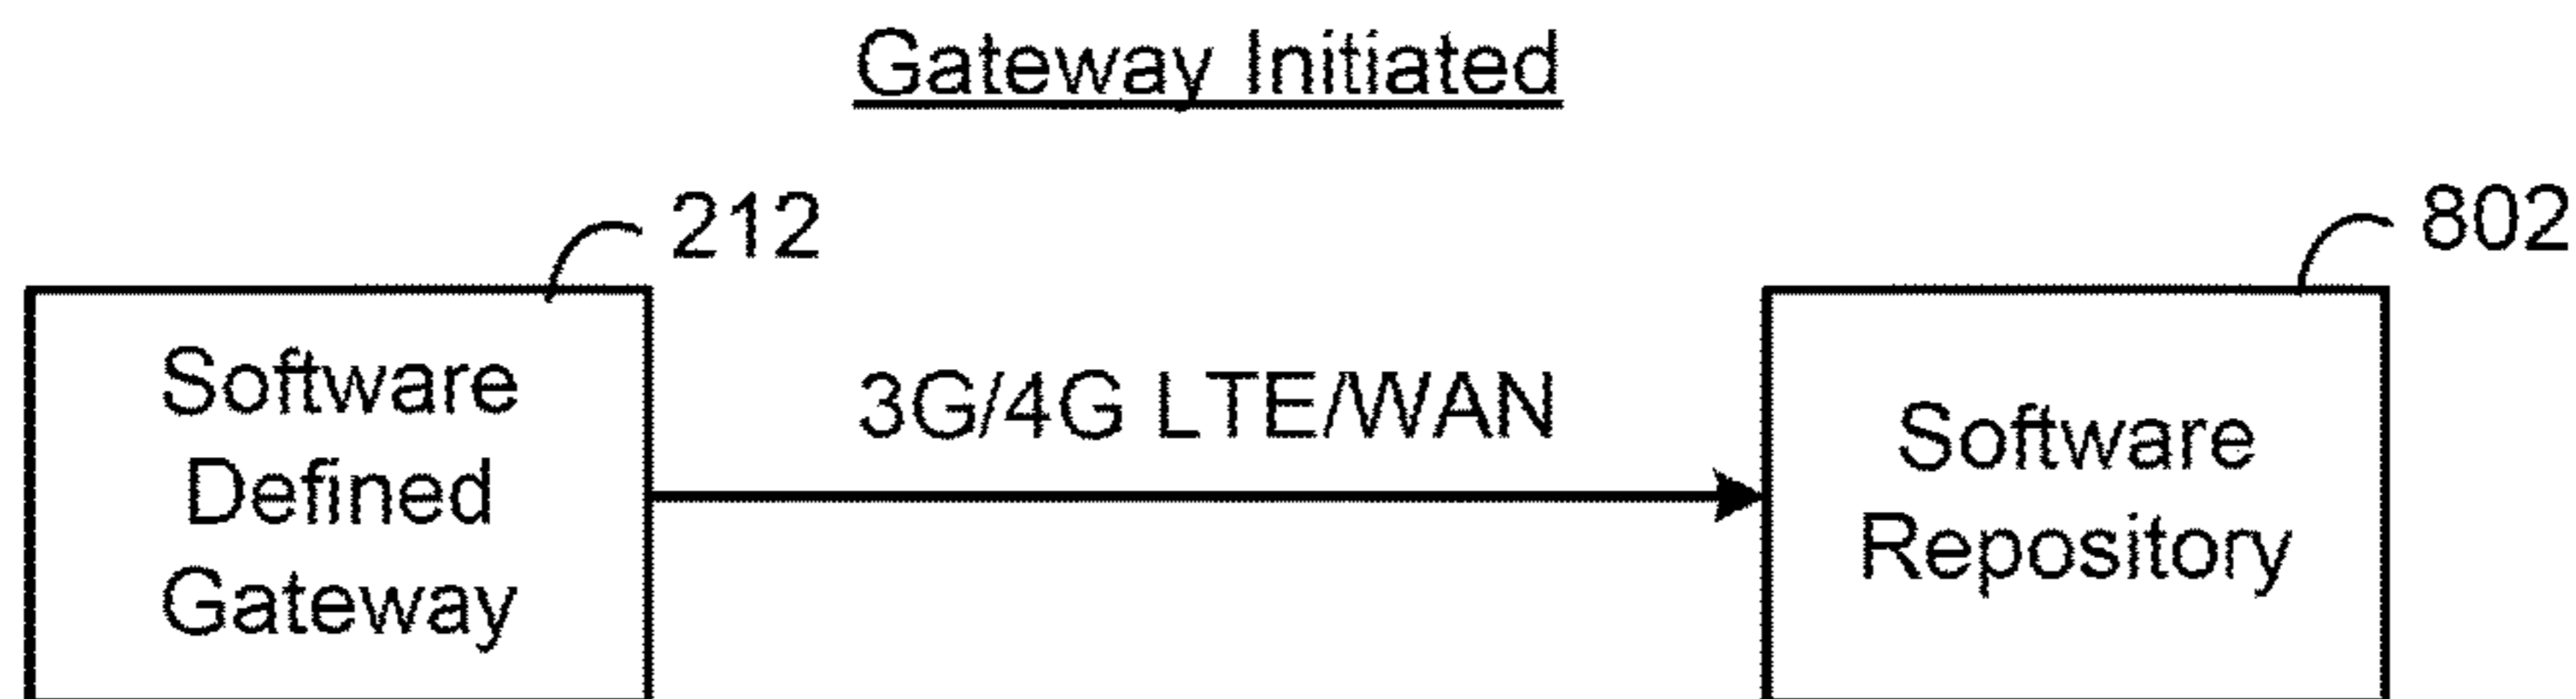 Gateway Initiated
212
802
Software
Defined
Gateway
3G/4G LTE/WAN
Software
Repository